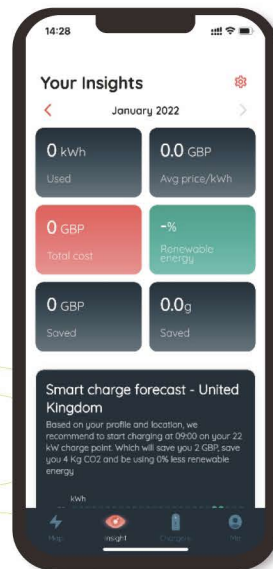 14:28
Your Insights
January 2022
0 kWh
Used
0.0 GBP
Avg price/kWh
0 GBP
Total cost
-%
Renewable
energy
0 GBP
Saved
0.0g
Saved
Smart charge forecast - United
Kingdom
Based on your profile and location, we
recommend to start charging at 09:00 on your 22
kW charge point. Which will save you 2 GBP, save
you 4 Kg CO2 and be using 0% less renewable
energy
kWh
Map
Insight
Chargers
Me